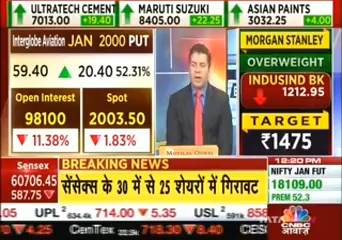 ULTRATECH CEMENT
7013.00 +19.40
MARUTI SUZUKI
8405.00 +22.25
ASIAN PAINTS
3032.25 +4.00
Interglobe Aviation JAN 2000 PUT
59.40 20.40 52.31%
Open Interest
98100
11.38%
Spot
2003.50
1.83%
MOTILAL OSWAL
MORGAN STANLEY
OVERWEIGHT
INDUSIND BK
1212.95
TARGET
₹1475
Sensex
60706.45
587.75
BREAKING NEWS
सेंसेक्स के 30 में से 25 शेयरों में गिरावट
12:20 PM
NIFTY JAN FUT
18109.00
PREM 52.3
UPL 634.4k 714.00 5.35 USL
CNBC
आवाज़